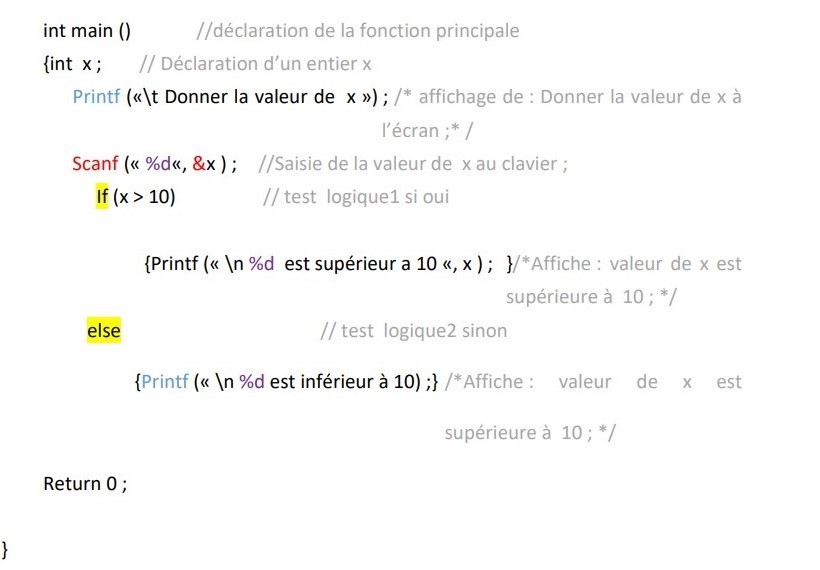 int main () //déclaration de la fonction principale
{int x ; // Déclaration d’un entier x
Printf («\t Donner la valeur de x ») ; /* affichage de : Donner la valeur de x à
l’écran ;* /
Scanf (« %d«, &x ) ; //Saisie de la valeur de x au clavier ;
If (x > 10) // test logique1 si oui
{Printf (« \n %d est supérieur a 10 «, x ) ; }/*Affiche : valeur de x est
supérieure à 10 ; */
else // test logique2 sinon
{Printf (« \n %d est inférieur à 10) ;} /*Affiche : valeur de x est
supérieure à 10 ; */
Return 0 ;
}